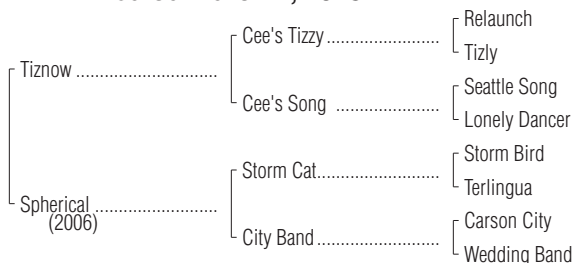 Relaunch
Cee's Tizzy ........................
Tizly
Tiznow ..............................
Seattle Song
Cee's Song ......................
Lonely Dancer
Storm Bird
Storm Cat..........................
Terlingua
Spherical ..........................
(2006)
Carson City
City Band ..........................
Wedding Band